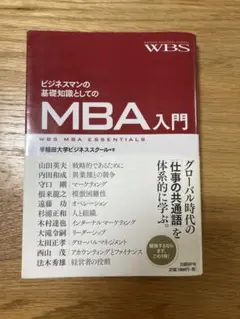 WBS
ビジネスマンの
基礎知識としての
MBA入門
WBS MBA ESSENTIALS
早稲田大学ビジネススクール・著
山田英夫 戦略的であるために
内田和成 異業種との競争
守口 剛 マーケティング
根来龍之 模倣困難性
遠藤 功 オペレーション
杉浦正和 人と組織
木村達也 インターナルマーケティング
大滝令嗣 リーダーシップ
太田正孝 グローバルマネジメント
西山 茂 アカウンティングとファイナンス
法木秀雄 経営者の役割
グローバル時代の
仕事の共通語を
体系的に学ぶ。
日経BP社